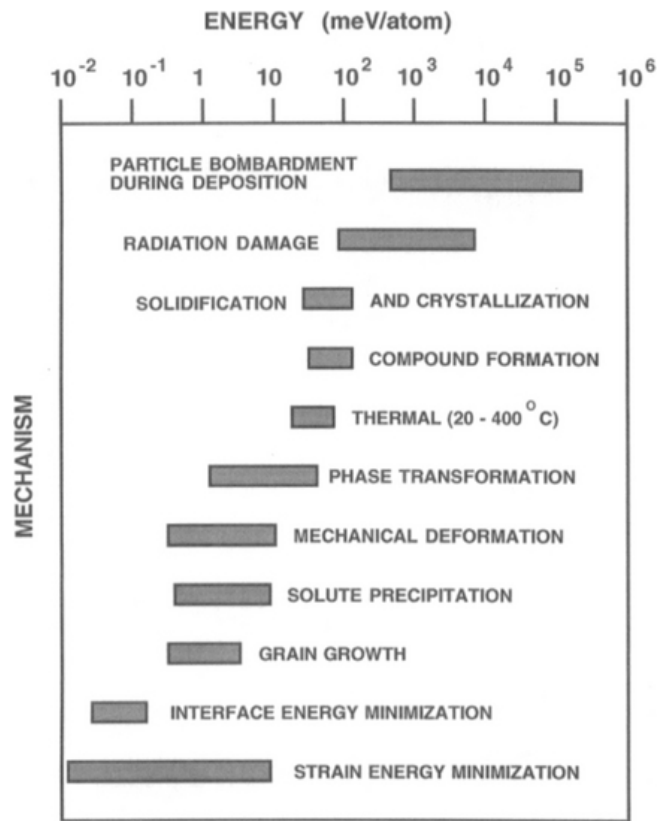 ENERGY (meV/atom)
10⁻² 10⁻¹ 1 10 10² 10³ 10⁴ 10⁵ 10⁶
PARTICLE BOMBARDMENT
DURING DEPOSITION
RADIATION DAMAGE
SOLIDIFICATION AND CRYSTALLIZATION
COMPOUND FORMATION
THERMAL (20 - 400 °C)
PHASE TRANSFORMATION
MECHANICAL DEFORMATION
SOLUTE PRECIPITATION
GRAIN GROWTH
INTERFACE ENERGY MINIMIZATION
STRAIN ENERGY MINIMIZATION
MECHANISM